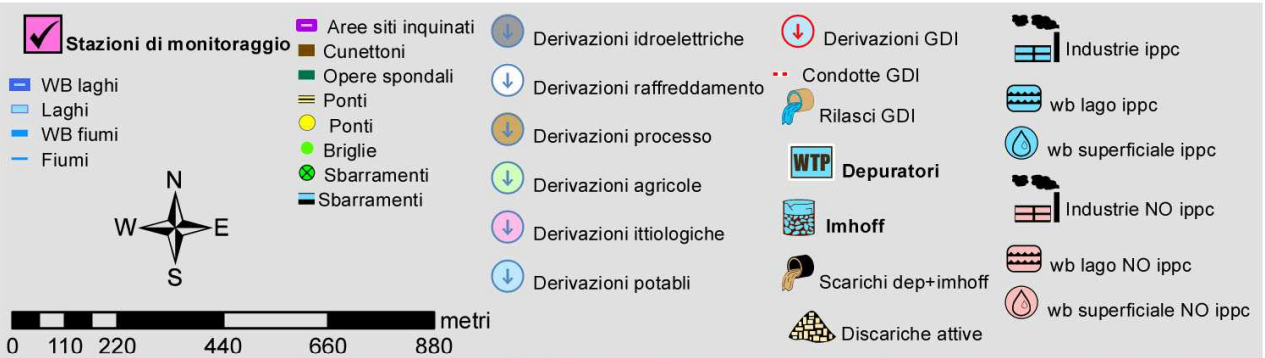 Stazioni di monitoraggio
WB laghi
Laghi
WB fiumi
Fiumi
N
W
E
S
metri
0 110 220 440 660 880
Aree siti inquinati
Cunettoni
Opere spondali
Ponti
Ponti
Briglie
Sbarramenti
Sbarramenti
Derivazioni idroelettriche
Derivazioni raffreddamento
Derivazioni processo
Derivazioni agricole
Derivazioni ittiologiche
Derivazioni potabli
Derivazioni GDI
Condotte GDI
Rilasci GDI
WTP Depuratori
Imhoff
Scarichi dep+imhoff
Discariche attive
Industrie ippc
wb lago ippc
wb superficiale ippc
Industrie NO ippc
wb lago NO ippc
wb superficiale NO ippc